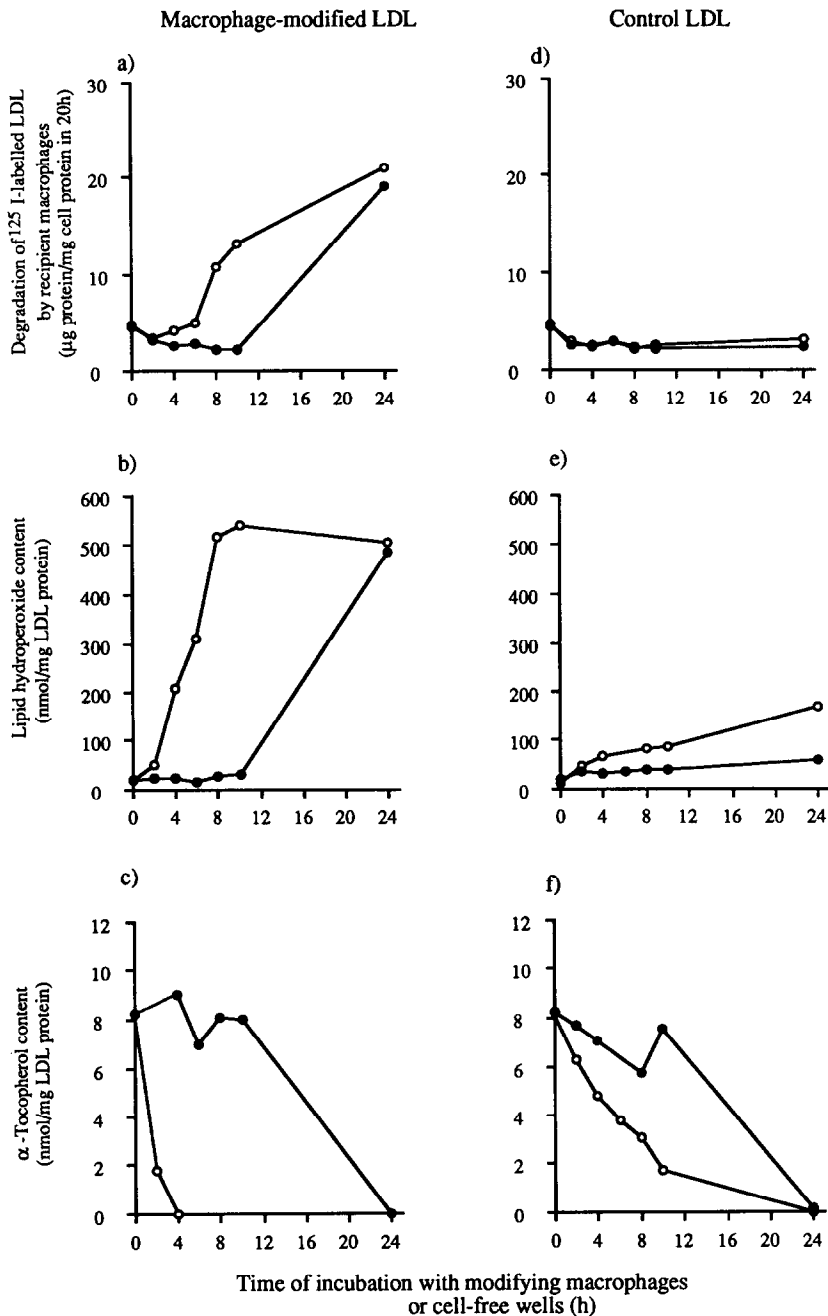 Macrophage-modified LDL
Control LDL
a)
Degradation of 125 I-labelled LDL
by recipient macrophages
(µg protein/mg cell protein in 20h)
30
20
10
0
0 4 8 12 16 20 24
d)
30
20
10
0
0 4 8 12 16 20 24
b)
Lipid hydroperoxide content
(nmol/mg LDL protein)
600
500
400
300
200
100
0
0 4 8 12 16 20 24
e)
600
500
400
300
200
100
0
0 4 8 12 16 20 24
c)
α-Tocopherol content
(nmol/mg LDL protein)
12
10
8
6
4
2
0
0 4 8 12 16 20 24
f)
12
10
8
6
4
2
0
0 4 8 12 16 20 24
Time of incubation with modifying macrophages
or cell-free wells (h)